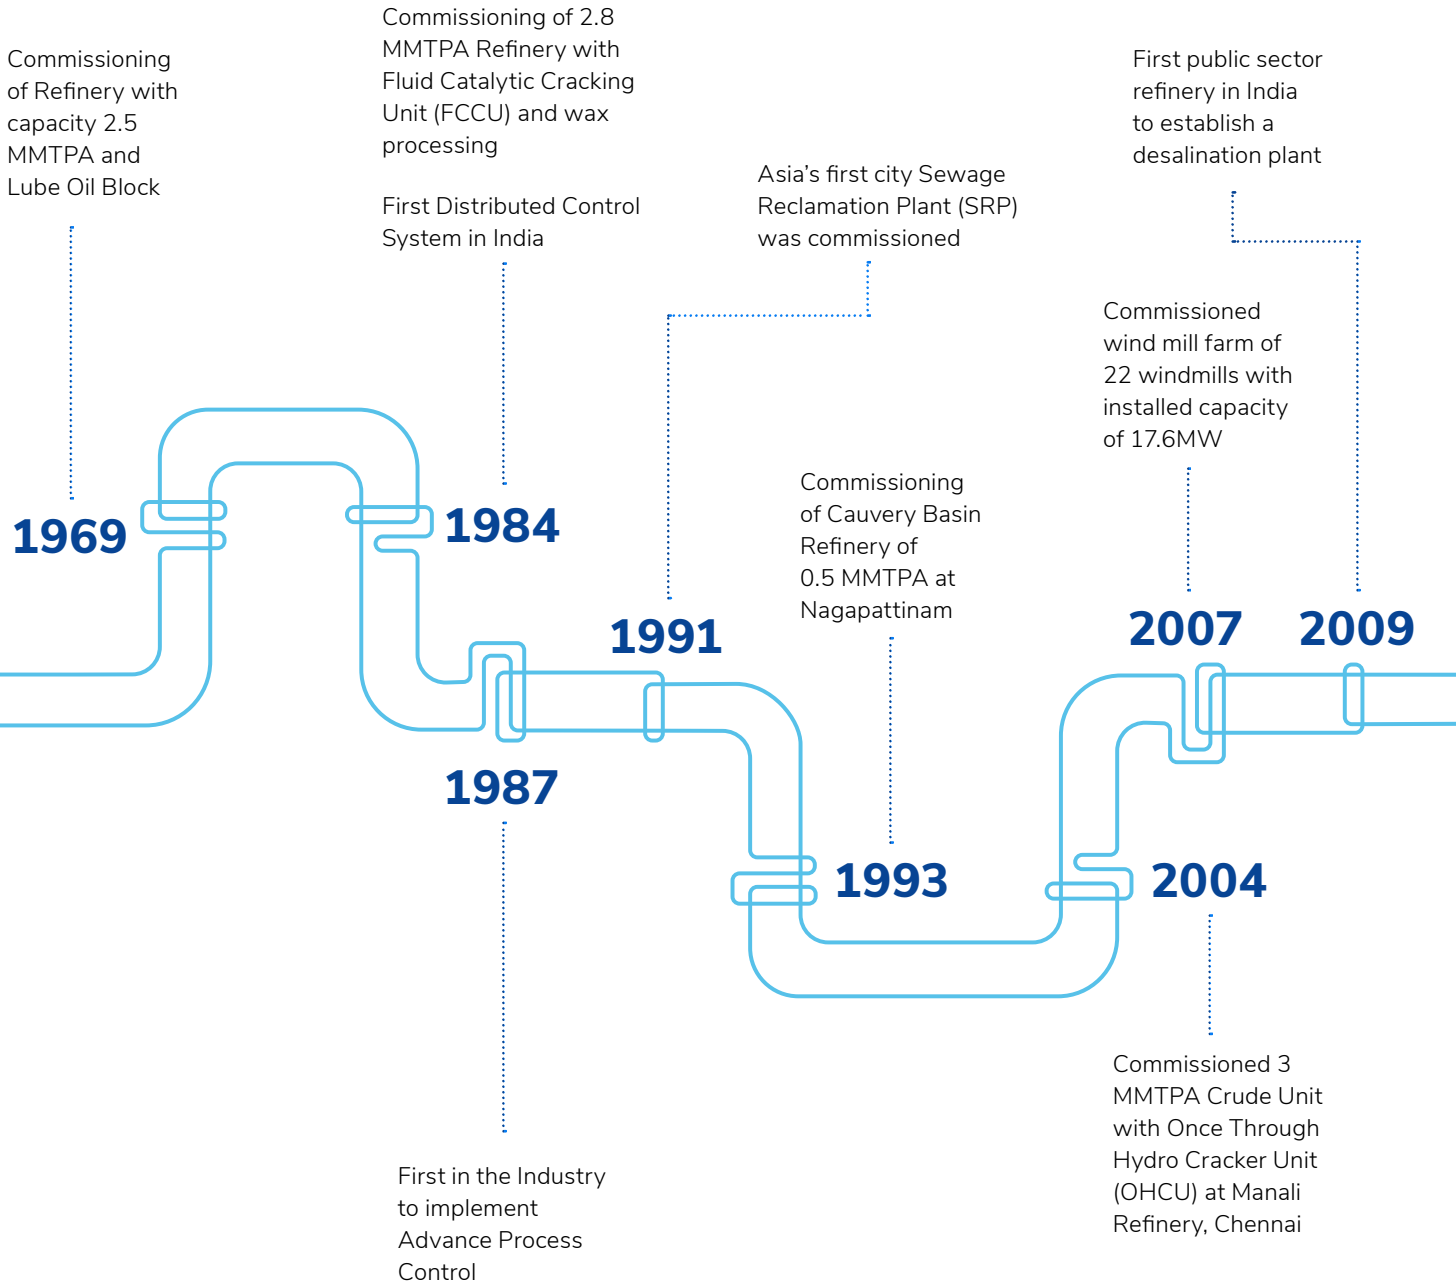 Commissioning
of Refinery with
capacity 2.5
MMTPA and
Lube Oil Block
1969
Commissioning of 2.8
MMTPA Refinery with
Fluid Catalytic Cracking
Unit (FCCU) and wax
processing
First Distributed Control
System in India
1984
1987
First in the Industry
to implement
Advance Process
Control
Asia’s first city Sewage
Reclamation Plant (SRP)
was commissioned
1991
Commissioning
of Cauvery Basin
Refinery of
0.5 MMTPA at
Nagapattinam
1993
2004
Commissioned 3
MMTPA Crude Unit
with Once Through
Hydro Cracker Unit
(OHCU) at Manali
Refinery, Chennai
Commissioned
wind mill farm of
22 windmills with
installed capacity
of 17.6MW
2007
First public sector
refinery in India
to establish a
desalination plant
2009